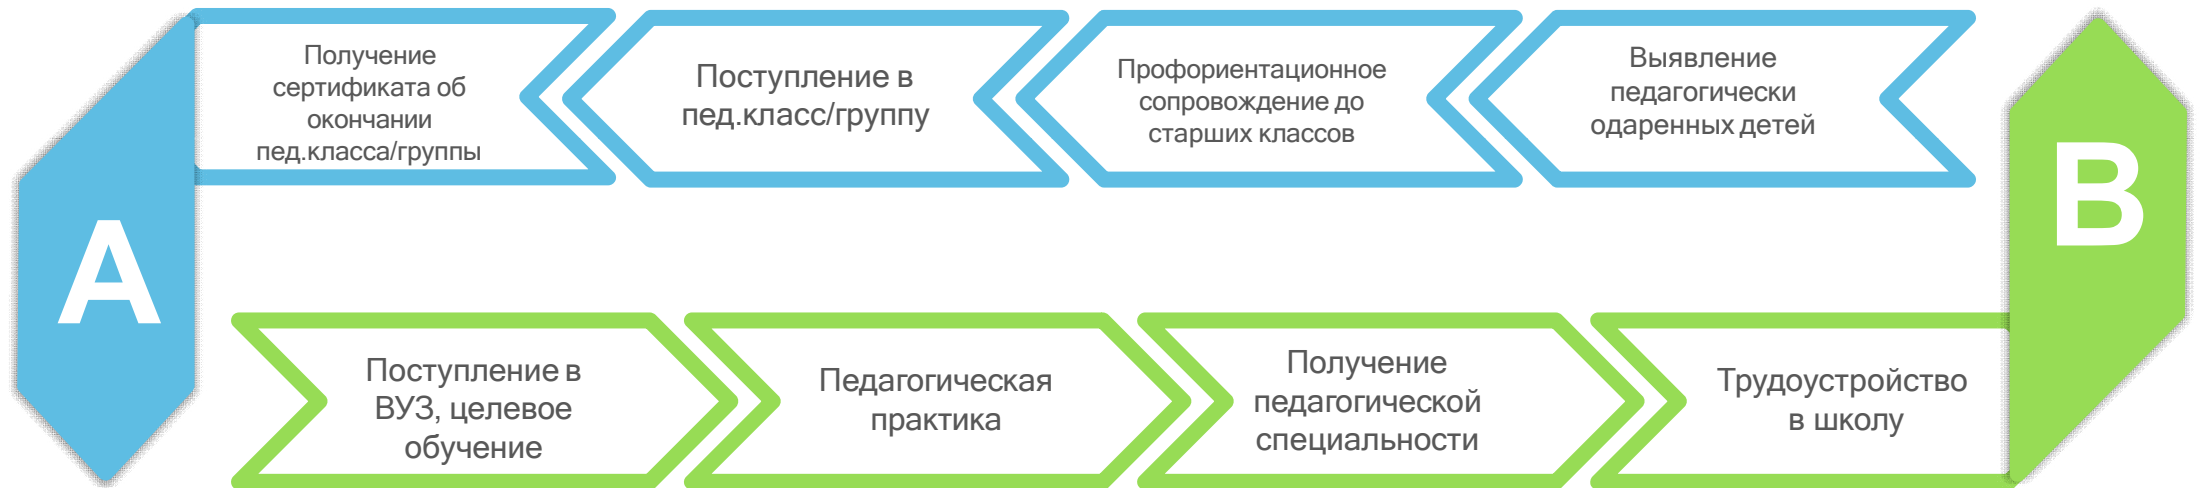 A
Получение
сертификата об
окончании
пед.класса/группы
Поступление в
пед.класс/группу
Профориентационное
сопровождение до
старших классов
Выявление
педагогически
одаренных детей
B
Поступление в
ВУЗ, целевое
обучение
Педагогическая
практика
Получение
педагогической
специальности
Трудоустройство
в школу